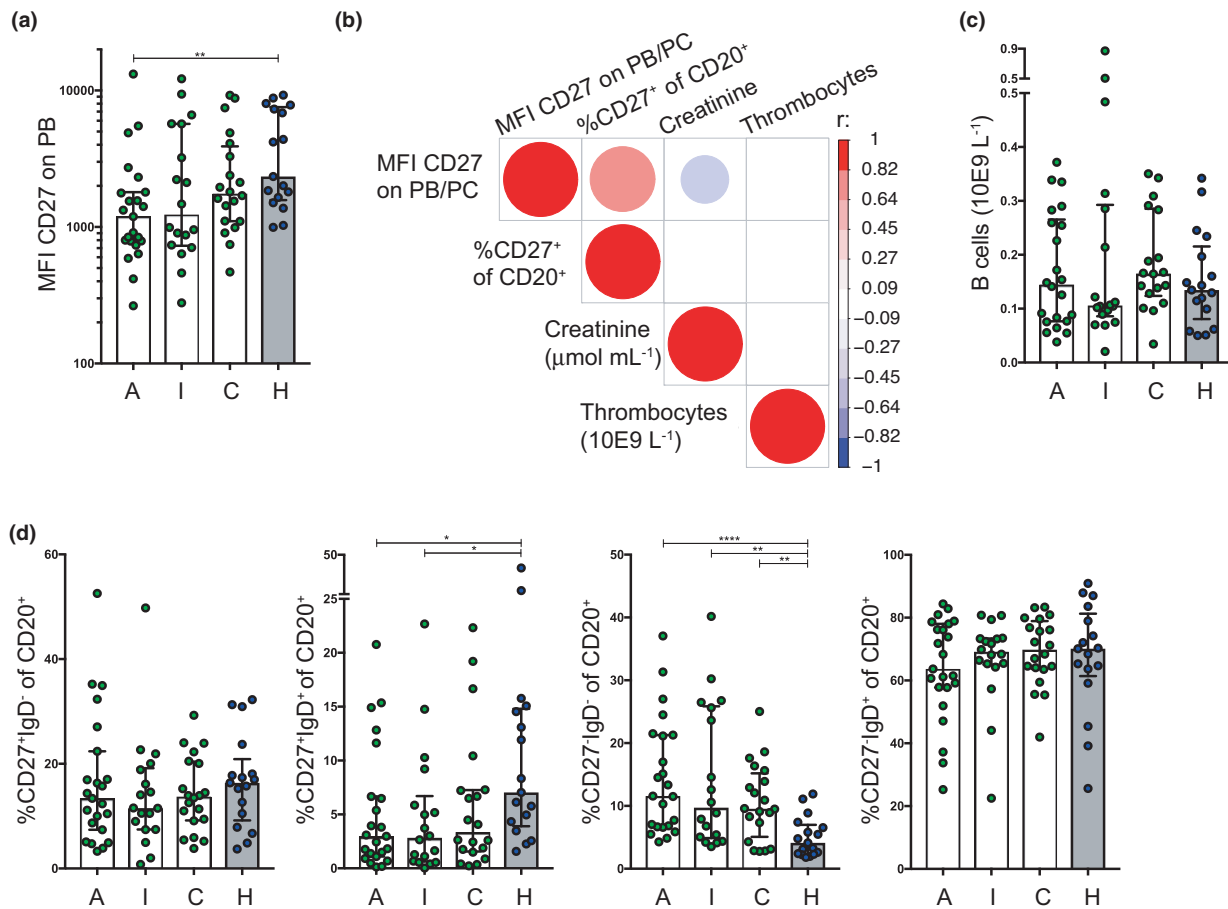 (a)
MFI CD27 on PB
10000
1000
100
**
A I C H
(b)
MFI CD27 on PB/PC
%CD27⁺ of CD20⁺
Creatinine
Thrombocytes
MFI CD27
on PB/PC
%CD27⁺
of CD20⁺
Creatinine
(μmol mL⁻¹)
Thrombocytes
(10E9 L⁻¹)
r:
1
0.82
0.64
0.45
0.27
0.09
−0.09
−0.27
−0.45
−0.64
−0.82
−1
(c)
B cells (10E9 L⁻¹)
0.9
0.5
0.5
0.4
0.3
0.2
0.1
0.0
A I C H
(d)
%CD27⁺IgD⁻ of CD20⁺
60
40
20
0
A I C H
%CD27⁺IgD⁺ of CD20⁺
50
25
25
20
15
10
5
0
*
*
A I C H
%CD27⁻IgD⁻ of CD20⁺
50
40
30
20
10
0
****
**
**
A I C H
%CD27⁻IgD⁺ of CD20⁺
100
80
60
40
20
0
A I C H